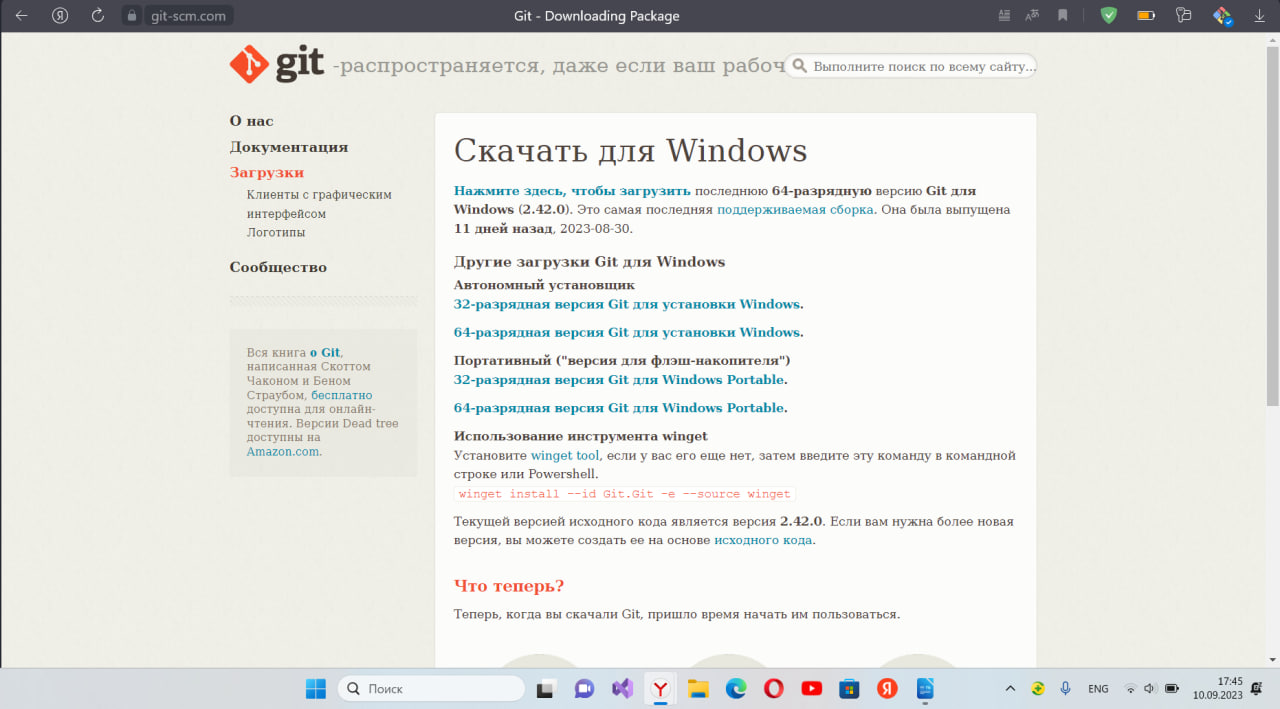 git-scm.com
Git - Downloading Package
git -распространяется, даже если ваш рабоч
Выполните поиск по всему сайту...
О нас
Документация
Загрузки
Клиенты с графическим
интерфейсом
Логотипы
Сообщество
Вся книга о Git,
написанная Скоттом
Чаконом и Беном
Страубом, бесплатно
доступна для онлайн-
чтения. Версии Dead tree
доступны на
Amazon.com.
Скачать для Windows
Нажмите здесь, чтобы загрузить последнюю 64-разрядную версию Git для
Windows (2.42.0). Это самая последняя поддерживаемая сборка. Она была выпущена
11 дней назад, 2023-08-30.
Другие загрузки Git для Windows
Автономный установщик
32-разрядная версия Git для установки Windows.
64-разрядная версия Git для установки Windows.
Портативный ("версия для флэш-накопителя")
32-разрядная версия Git для Windows Portable.
64-разрядная версия Git для Windows Portable.
Использование инструмента winget
Установите winget tool, если у вас его еще нет, затем введите эту команду в командной
строке или Powershell.
winget install --id Git.Git -e --source winget
Текущей версией исходного кода является версия 2.42.0. Если вам нужна более новая
версия, вы можете создать ее на основе исходного кода.
Что теперь?
Теперь, когда вы скачали Git, пришло время начать им пользоваться.
Поиск
ENG
17:45
10.09.2023